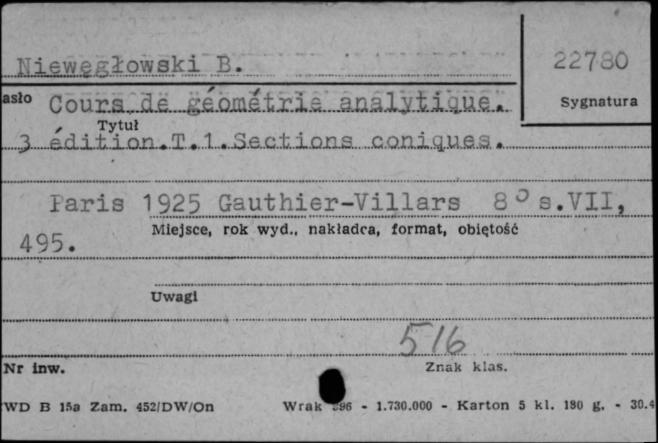 Niewęgłowski B.
22780
asło
Sygnatura
Cours de géométrie analytique.
Tytuł
3 édition.T.1.Sections coniques.
Paris 1925 Gauthier-Villars 8° s.VII,
Miejsce, rok wyd., nakładca, format, obiętość
495.
Uwagi
516
Nr inw.
Znak klas.
WD B 15a Zam. 452/DW/On
Wrak 396 - 1.730.000 - Karton 5 kl. 180 g. - 30.4